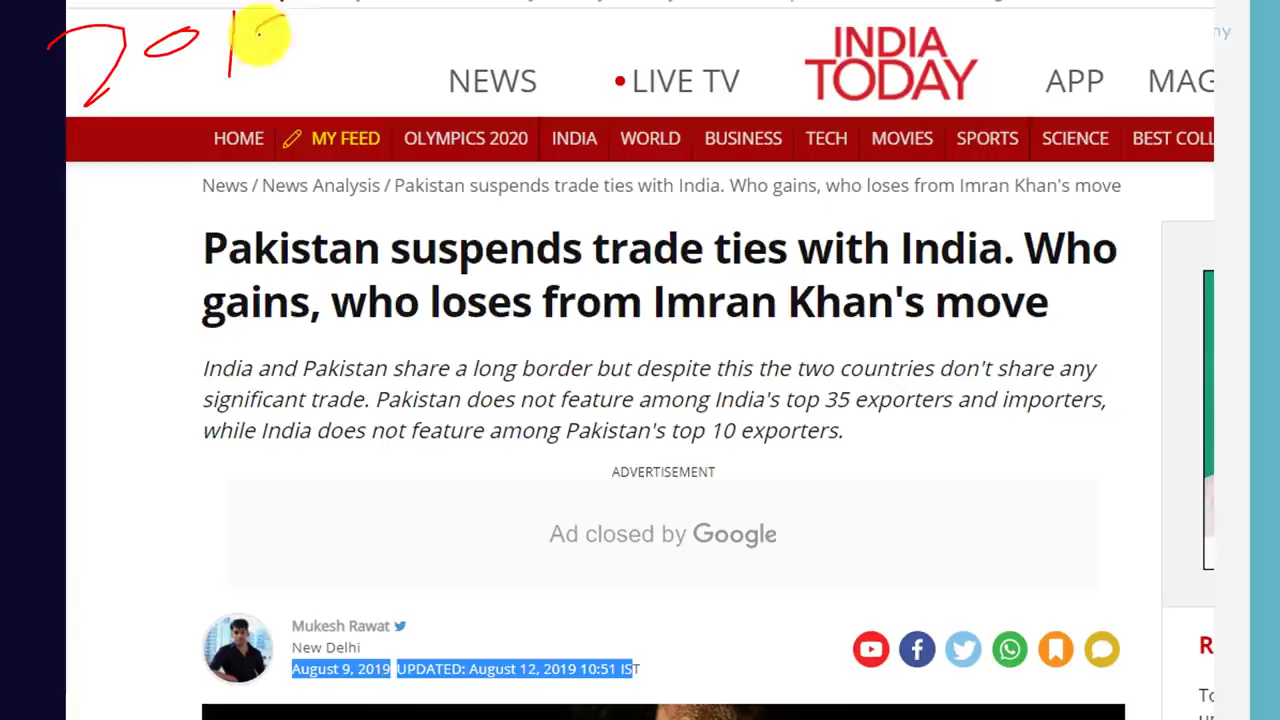 201
NEWS
LIVE TV
INDIA
TODAY
APP
MAG
HOME MY FEED OLYMPICS 2020 INDIA WORLD BUSINESS TECH MOVIES SPORTS SCIENCE BEST COLL
News / News Analysis / Pakistan suspends trade ties with India. Who gains, who loses from Imran Khan's move
Pakistan suspends trade ties with India. Who
gains, who loses from Imran Khan's move
India and Pakistan share a long border but despite this the two countries don't share any
significant trade. Pakistan does not feature among India's top 35 exporters and importers,
while India does not feature among Pakistan's top 10 exporters.
ADVERTISEMENT
Ad closed by Google
Mukesh Rawat
New Delhi
August 9, 2019 UPDATED: August 12, 2019 10:51 IST
R
To